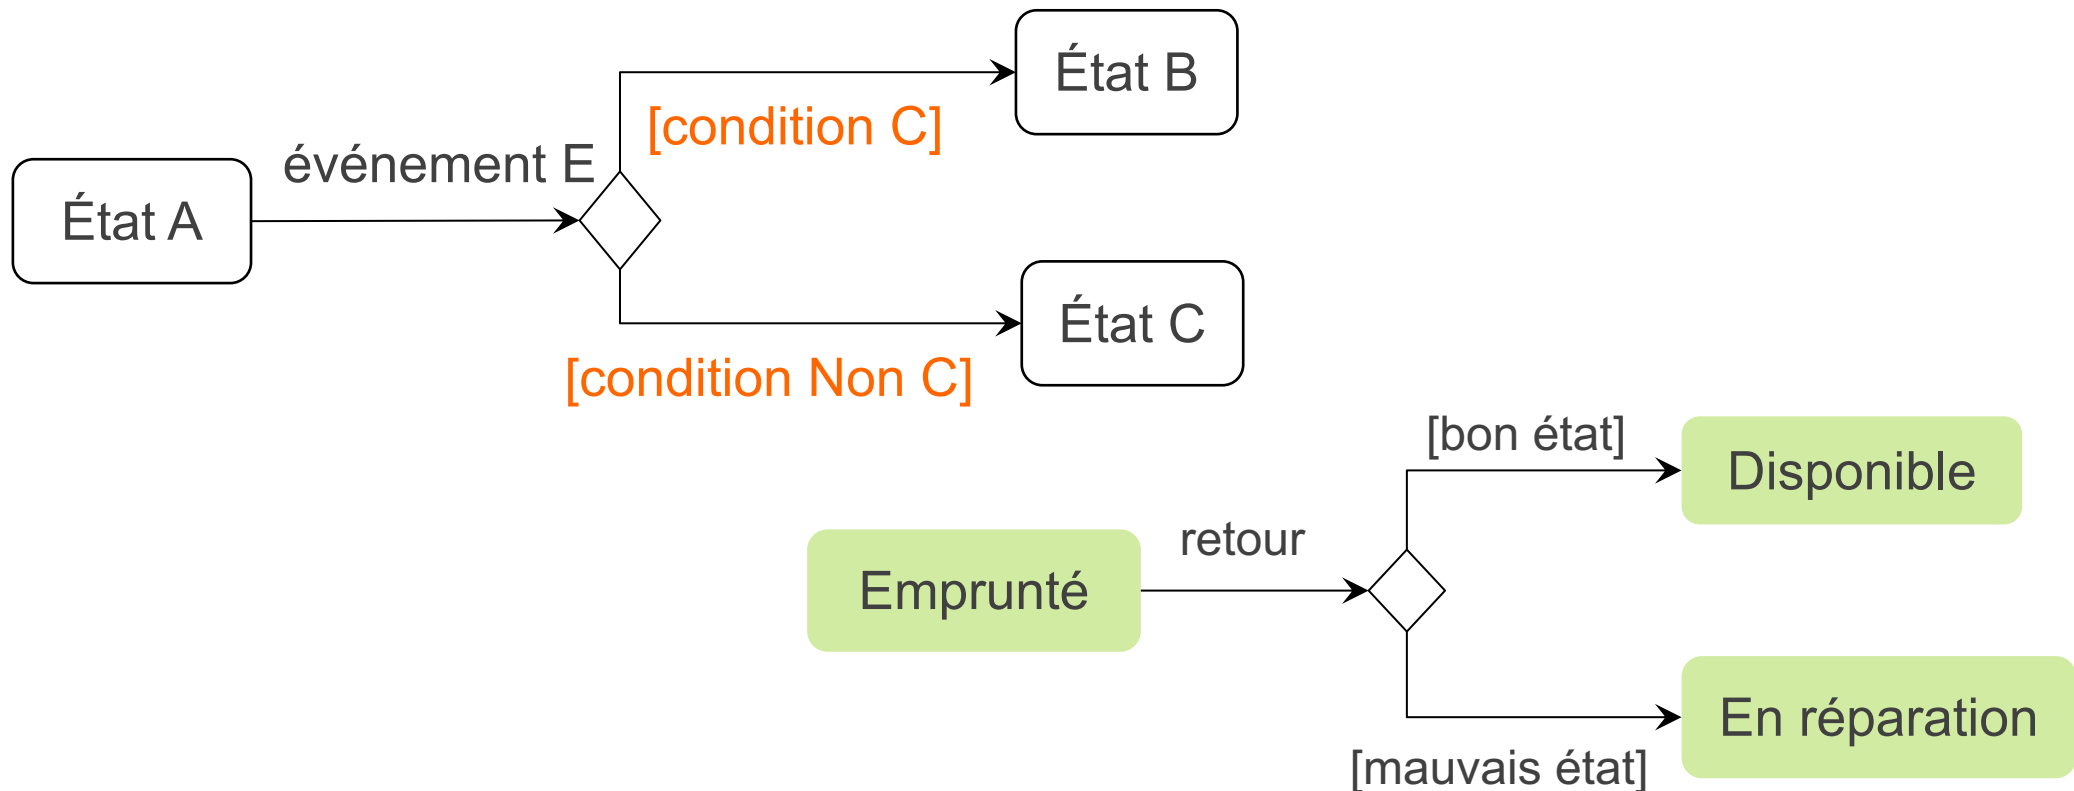 État B
[condition C]
événement E
État A
État C
[condition Non C]
[bon état]
Disponible
retour
Emprunté
En réparation
[mauvais état]